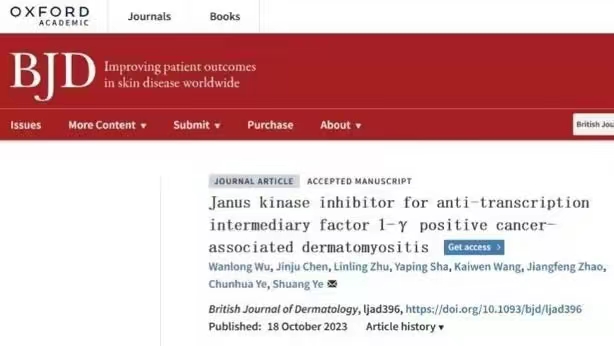 OXFORD
ACADEMIC
Journals
Books
BJD
Improving patient outcomes
in skin disease worldwide
Issues
More Content ▼
Submit ▼
Purchase
About ▼
British Jou
JOURNAL ARTICLE ACCEPTED MANUSCRIPT
Janus kinase inhibitor for anti-transcription
intermediary factor 1-γ positive cancer-
associated dermatomyositis Get access >
Wanlong Wu, Jinju Chen, Linling Zhu, Yaping Sha, Kaiwen Wang, Jiangfeng Zhao,
Chunhua Ye, Shuang Ye ✉
British Journal of Dermatology, ljad396, https://doi.org/10.1093/bjd/ljad396
Published: 18 October 2023 Article history ▼